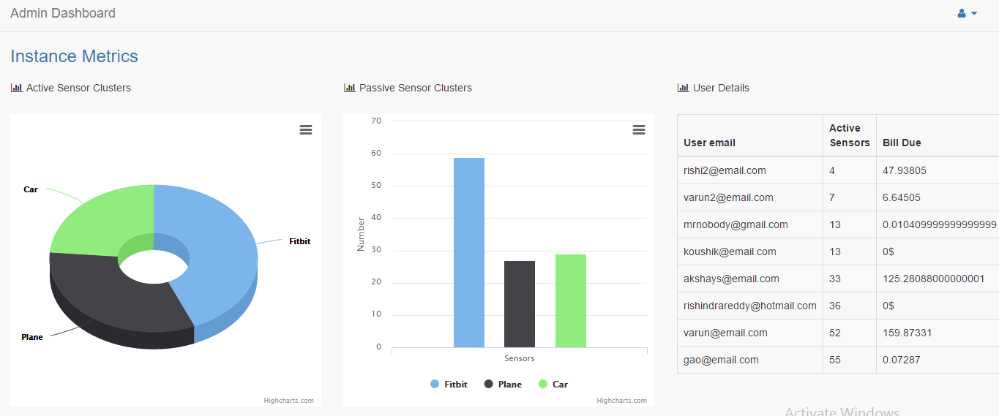 Admin Dashboard
Instance Metrics
Active Sensor Clusters
Car
Fitbit
Plane
Highcharts.com
Passive Sensor Clusters
70
60
50
40
30
20
10
0
Number
Sensors
Fitbit Plane Car
Highcharts.com
User Details
User email Active Sensors Bill Due
rishi2@email.com 4 47.93805
varun2@email.com 7 6.64505
mrnobody@gmail.com 13 0.010409999999999999
koushik@email.com 13 0$
akshays@email.com 33 125.28088000000001
rishindrareddy@hotmail.com 36 0$
varun@email.com 52 159.87331
gao@email.com 55 0.07287
Activate Windows